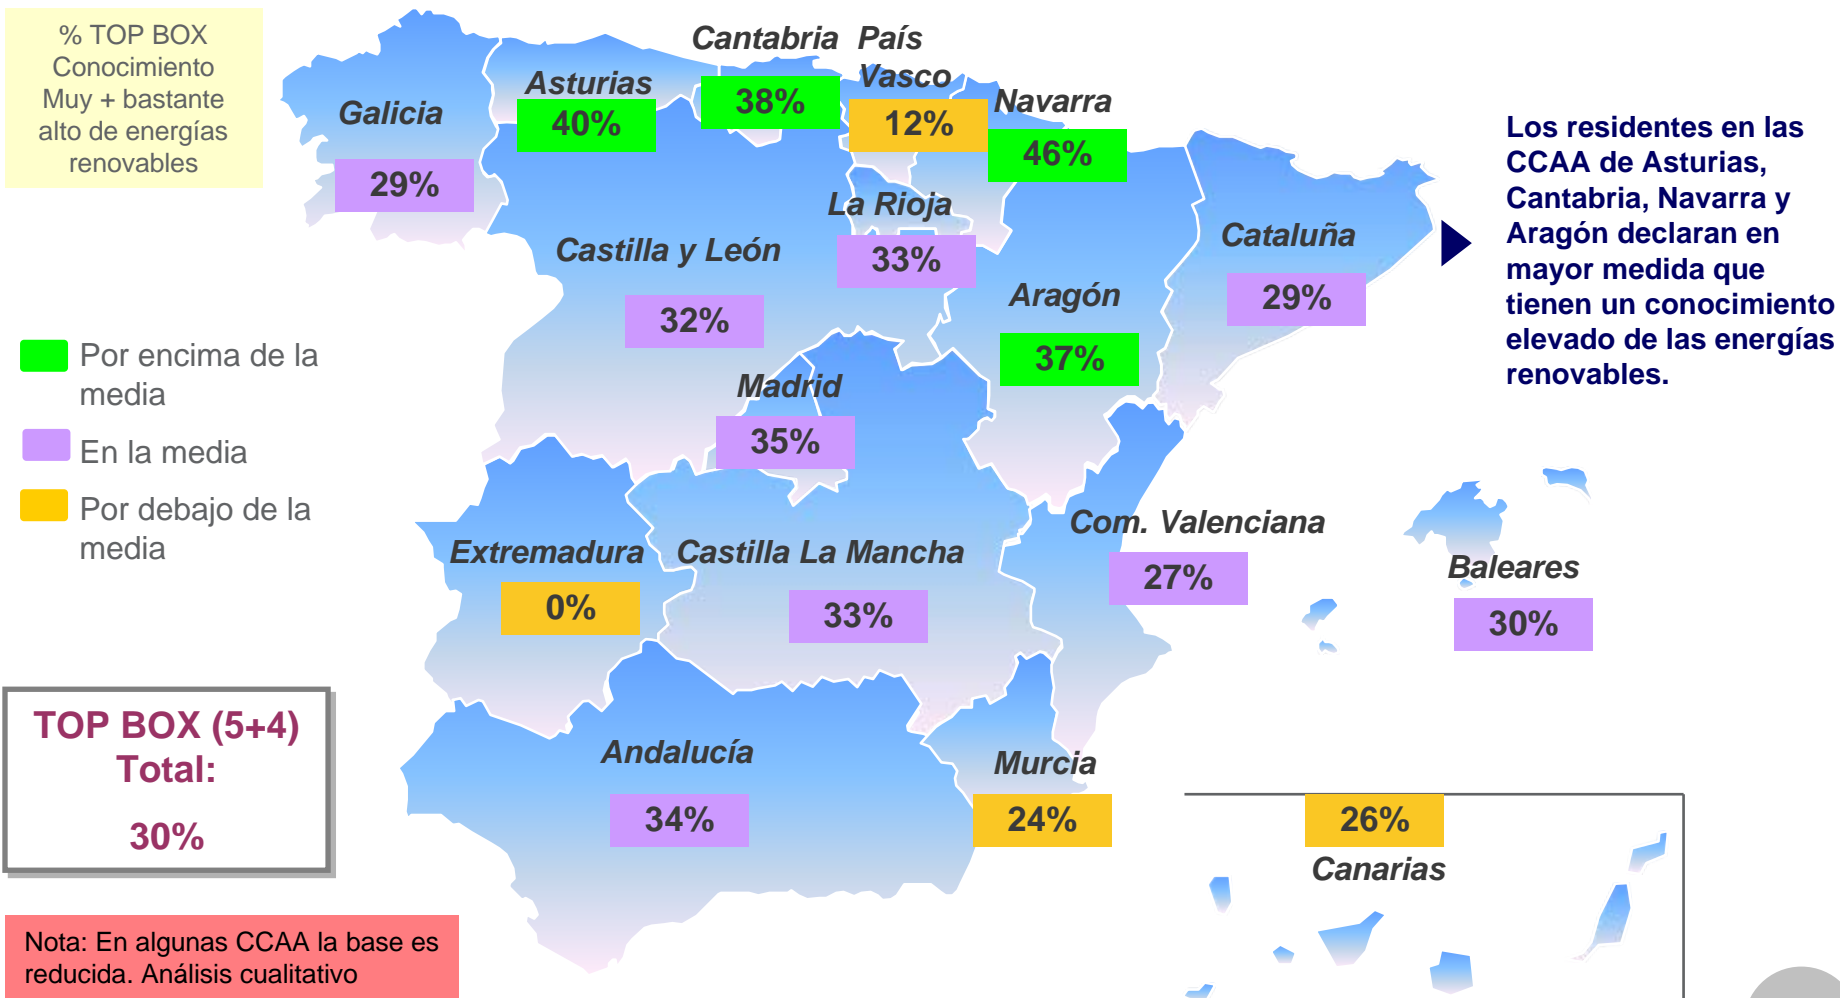 % TOP BOX
Conocimiento
Muy + bastante
alto de energías
renovables
Galicia
29%
Asturias
40%
Cantabria
38%
País
Vasco
12%
Navarra
46%
La Rioja
33%
Castilla y León
32%
Aragón
37%
Cataluña
29%
Madrid
35%
Extremadura
0%
Castilla La Mancha
33%
Com. Valenciana
27%
Baleares
30%
Andalucía
34%
Murcia
24%
26%
Canarias
Los residentes en las
CCAA de Asturias,
Cantabria, Navarra y
Aragón declaran en
mayor medida que
tienen un conocimiento
elevado de las energías
renovables.
Por encima de la
media
En la media
Por debajo de la
media
TOP BOX (5+4)
Total:
30%
Nota: En algunas CCAA la base es
reducida. Análisis cualitativo